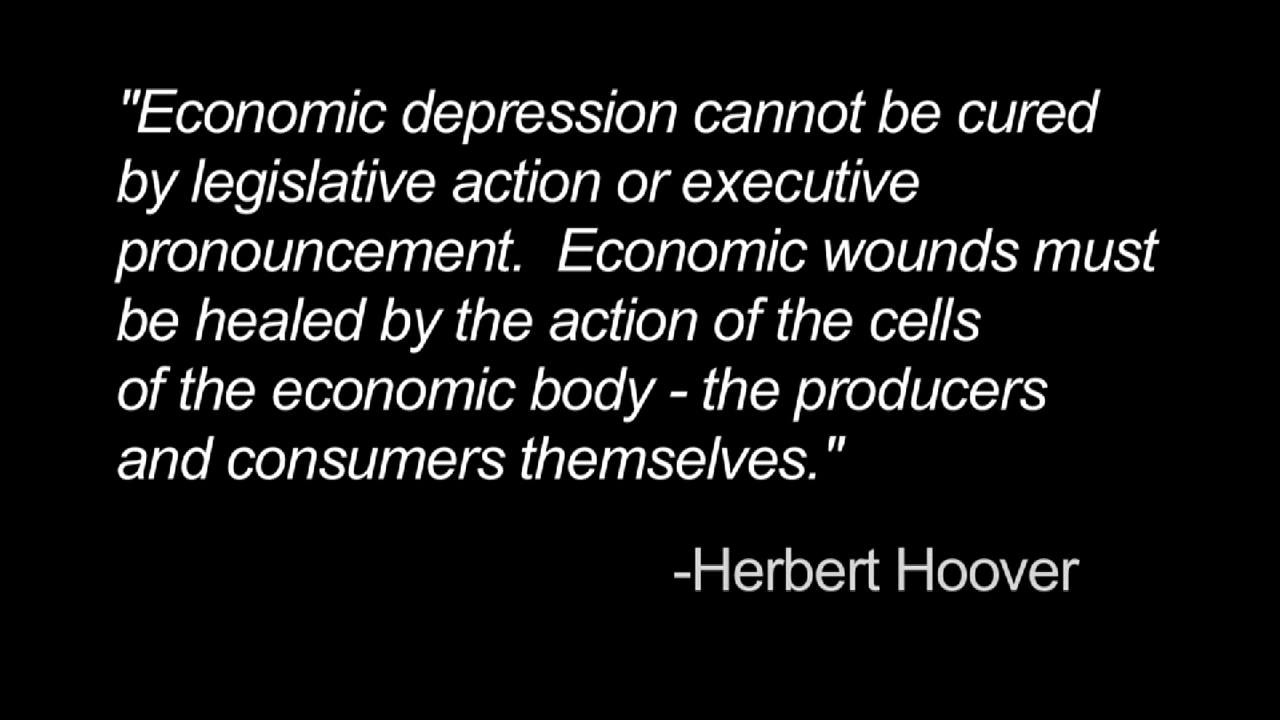 "Economic depression cannot be cured
by legislative action or executive
pronouncement.  Economic wounds must
be healed by the action of the cells
of the economic body - the producers
and consumers themselves."
-Herbert Hoover